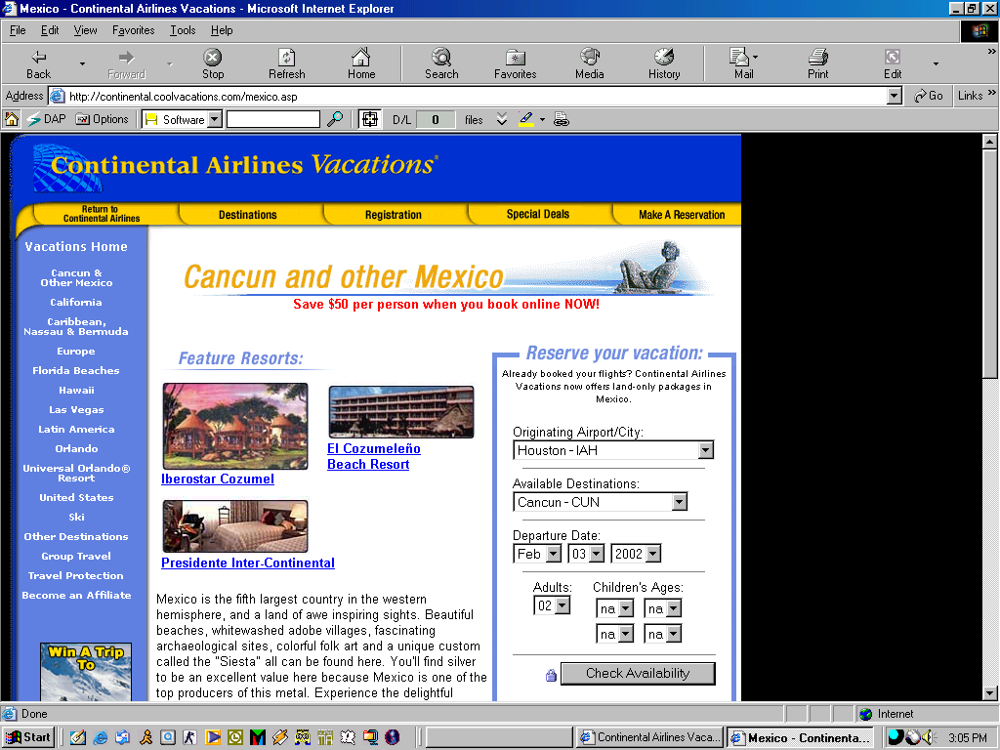 Mexico - Continental Airlines Vacations - Microsoft Internet Explorer
File Edit View Favorites Tools Help
Back Forward Stop Refresh Home Search Favorites Media History Mail Print Edit
Address http://continental.coolvacations.com/mexico.asp Go Links »
DAP Options Software D/L 0 files
Continental Airlines Vacations
Return to
Continental Airlines
Destinations
Registration
Special Deals
Make A Reservation
Vacations Home
Cancun &
Other Mexico
California
Caribbean,
Nassau & Bermuda
Europe
Florida Beaches
Hawaii
Las Vegas
Latin America
Orlando
Universal Orlando®
Resort
United States
Ski
Other Destinations
Group Travel
Travel Protection
Become an Affiliate
Win A Trip
To
Cancun and other Mexico
Save $50 per person when you book online NOW!
Feature Resorts:
Iberostar Cozumel
El Cozumeleño
Beach Resort
Presidente Inter-Continental
Mexico is the fifth largest country in the western
hemisphere, and a land of awe inspiring sights. Beautiful
beaches, whitewashed adobe villages, fascinating
archaeological sites, colorful folk art and a unique custom
called the "Siesta" all can be found here. You'll find silver
to be an excellent value here because Mexico is one of the
top producers of this metal. Experience the delightful
Reserve your vacation:
Already booked your flights? Continental Airlines
Vacations now offers land-only packages in
Mexico.
Originating Airport/City:
Houston - IAH
Available Destinations:
Cancun - CUN
Departure Date:
Feb 03 2002
Adults: Children's Ages:
02 na na
na na
Check Availability
Done Internet
Start Continental Airlines Vaca... Mexico - Continenta... 3:05 PM